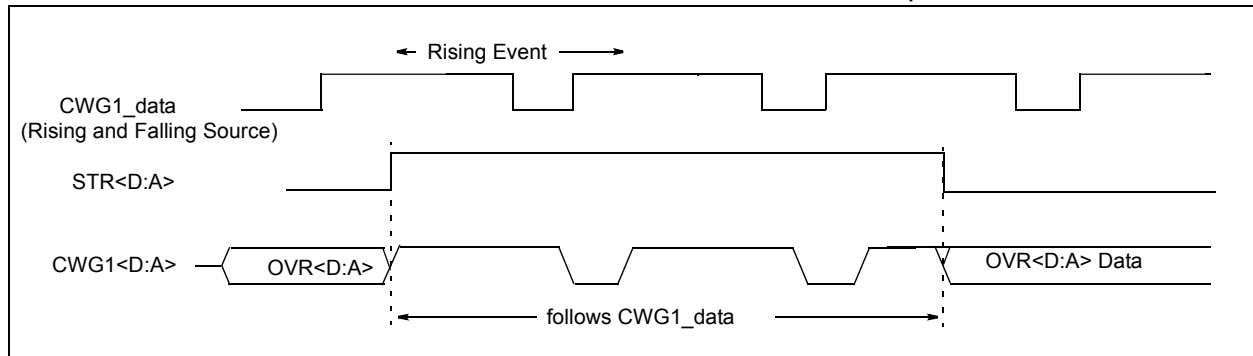 Rising Event
CWG1_data
(Rising and Falling Source)
STR<D:A>
CWG1<D:A>
OVR<D:A>
OVR<D:A> Data
follows CWG1_data